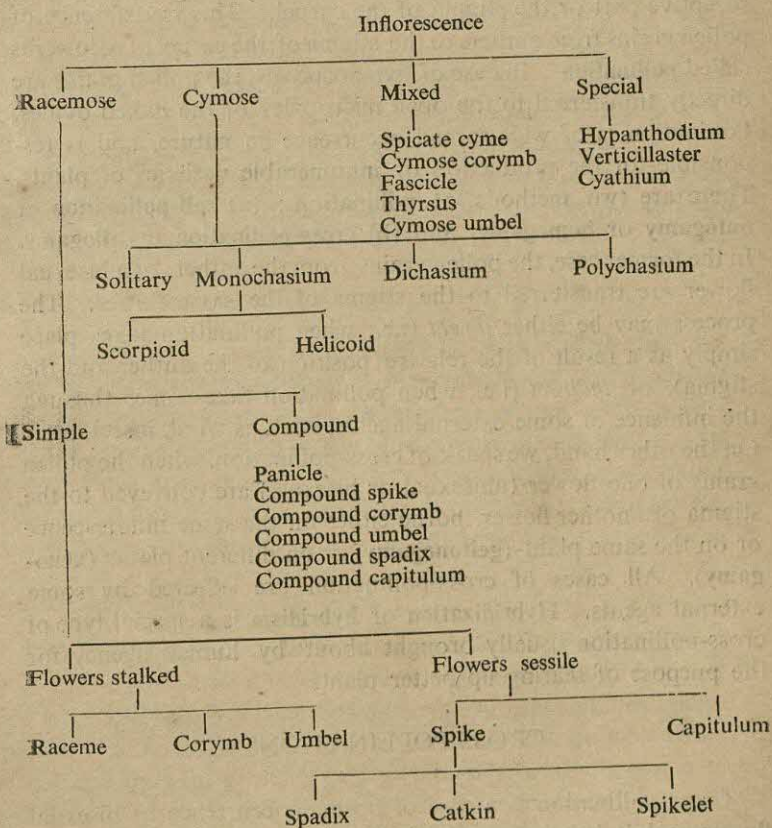 Inflorescence
Racemose Cymose Mixed Special
Spicate cyme
Cymose corymb
Fascicle
Thyrsus
Cymose umbel
Hypanthodium
Verticillaster
Cyathium
Solitary Monochasium Dichasium Polychasium
Scorpioid Helicoid
Simple Compound
Panicle
Compound spike
Compound corymb
Compound umbel
Compound spadix
Compound capitulum
Flowers stalked Flowers sessile
Raceme Corymb Umbel Spike Capitulum
Spadix Catkin Spikelet